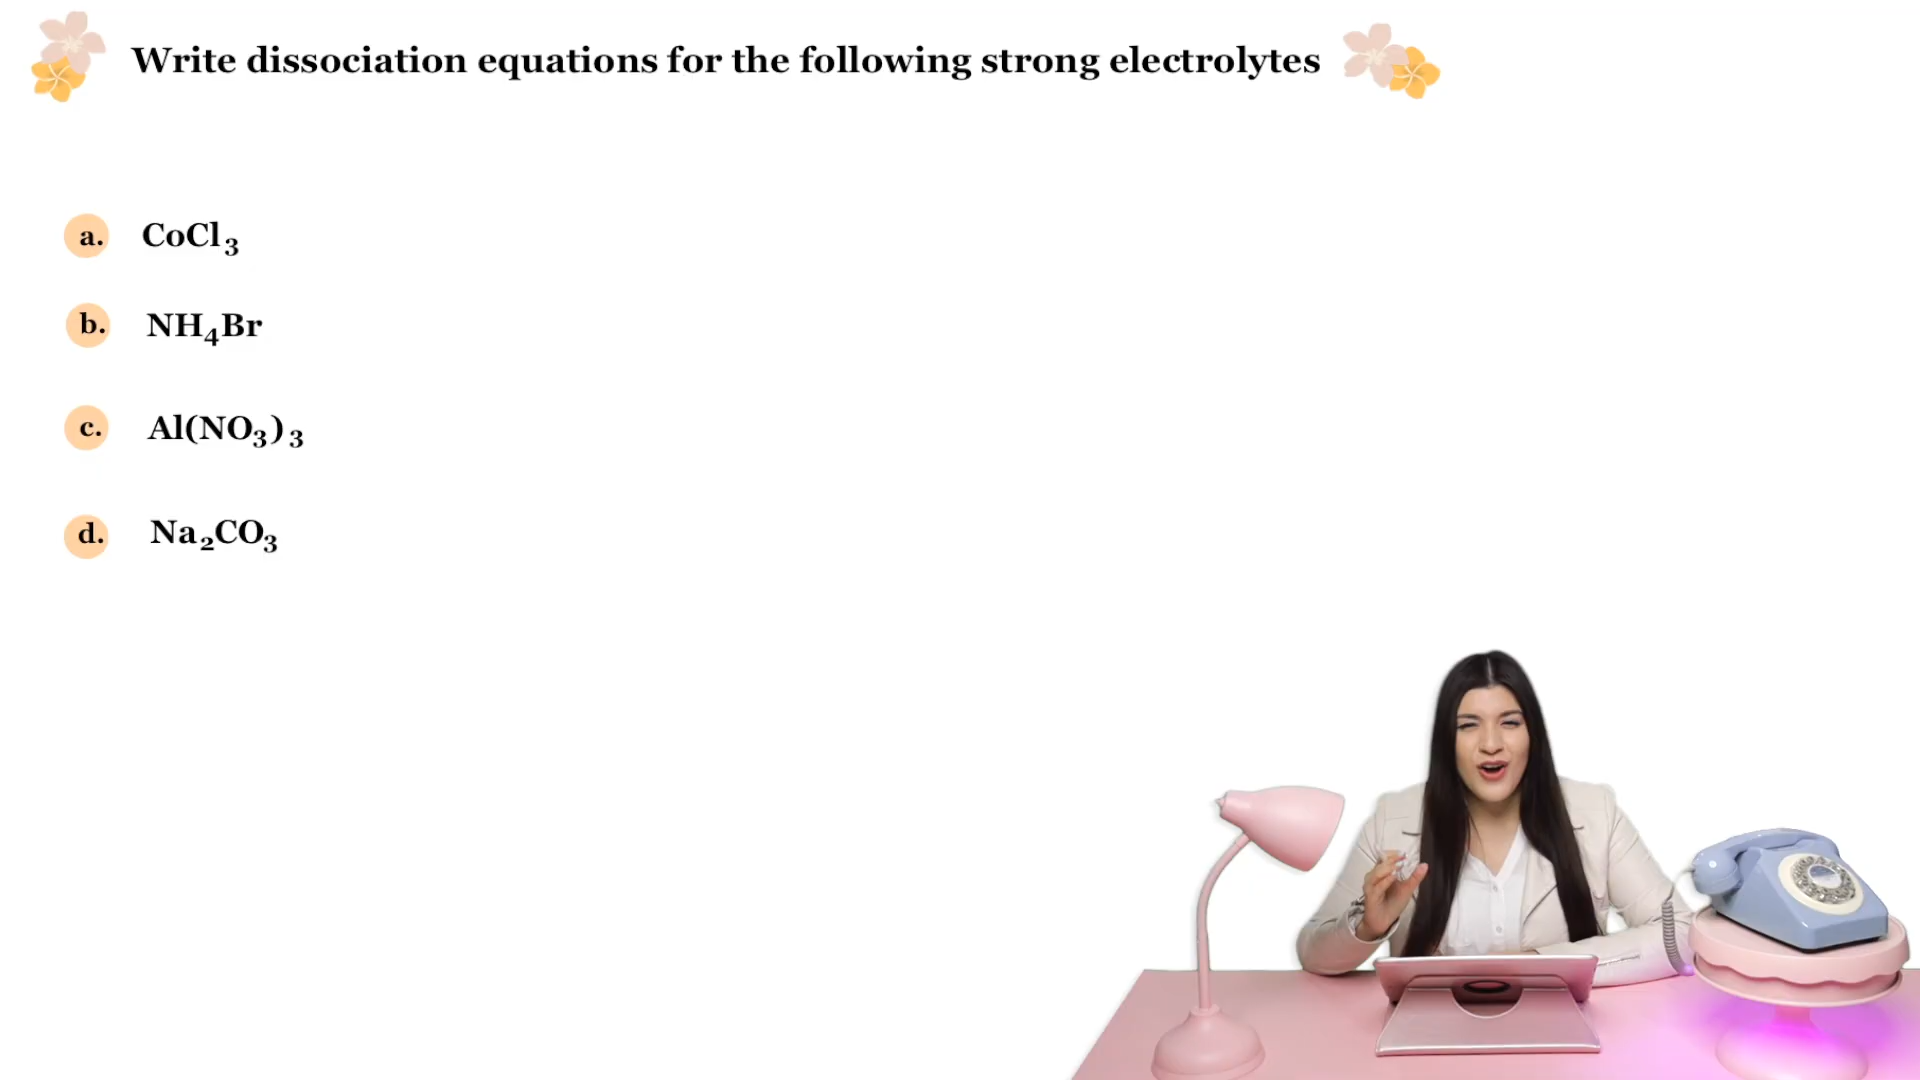 Write dissociation equations for the following strong electrolytes
a. CoCl₃
b. NH₄Br
c. Al(NO₃)₃
d. Na₂CO₃